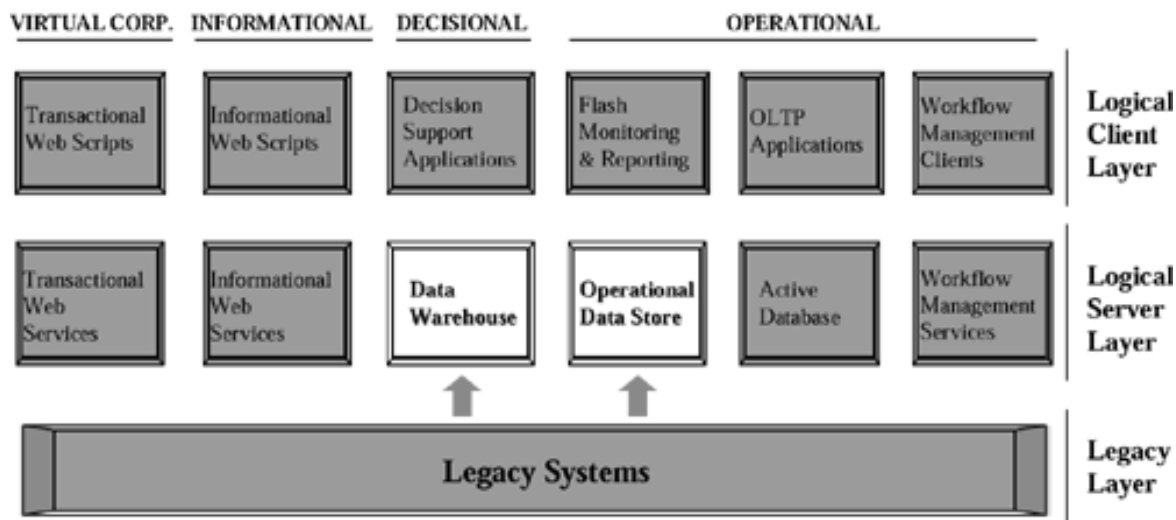 VIRTUAL CORP. INFORMATIONAL DECISIONAL OPERATIONAL
Transactional
Web Scripts
Informational
Web Scripts
Decision
Support
Applications
Flash
Monitoring
& Reporting
OLTP
Applications
Workflow
Management
Clients
Logical
Client
Layer
Transactional
Web
Services
Informational
Web
Services
Data
Warehouse
Operational
Data Store
Active
Database
Workflow
Management
Services
Logical
Server
Layer
Legacy Systems
Legacy
Layer